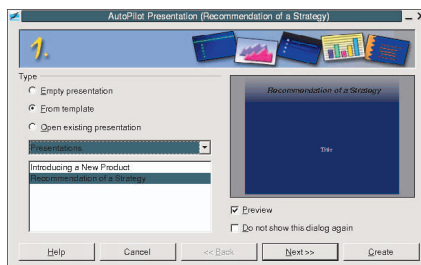 AutoPilot Presentation (Recommendation of a Strategy)
1.
Type
Empty presentation
From template
Open existing presentation
Presentations
Introducing a New Product
Recommendation of a Strategy
Recommendation of a Strategy
Title
Preview
Do not show this dialog again
Help
Cancel
<< Back
Next >>
Create